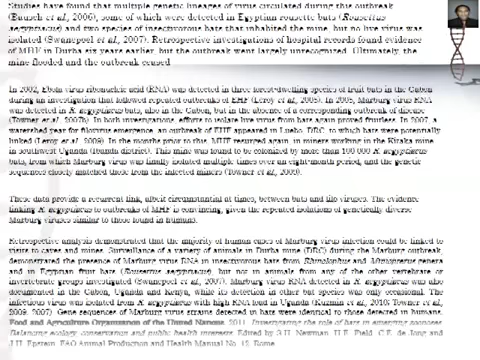 Studies have found that multiple genetic lineages of virus circulated during this outbreak
(Bausch et al., 2006), some of which were detected in Egyptian rousette bats (Rousettus
aegyptiacus) and two species of insectivorous bats that inhabited the mine, but no live virus was
isolated (Swanepoel et al., 2007). Retrospective investigations of hospital records found evidence
of MHF in Durba six years earlier, but the outbreak went largely unrecognized. Ultimately, the
mine flooded and the outbreak ceased
In 2002, Ebola virus ribonucleic acid (RNA) was detected in three forest-dwelling species of fruit bats in the Gabon
during an investigation that followed repeated outbreaks of EHF (Leroy et al., 2005). In 2005, Marburg virus RNA
was detected in R. aegyptiacus bats, also in the Gabon, but in the absence of a corresponding outbreak of disease
(Towner et al., 2007b). In both investigations, efforts to isolate live virus from bats again proved fruitless. In 2007, a
watershed year for filovirus emergence, an outbreak of EHF appeared in Luebo, DRC, to which bats were potentially
linked (Leroy et al., 2009). In the months prior to this, MHF resurged again, in miners working in the Kitaka mine
in southwest Uganda (Ibanda district). This mine was found to be colonized by more than 100 000 R. aegyptiacus
bats, from which Marburg virus was finally isolated multiple times over an eight-month period, and the genetic
sequences closely matched those from the infected miners (Towner et al., 2009).
These data provide a recurrent link, albeit circumstantial at times, between bats and filo viruses. The evidence
linking R. aegyptiacus to outbreaks of MHF is convincing, given the repeated isolations of genetically diverse
Marburg viruses similar to those found in humans.
Retrospective analysis demonstrated that the majority of human cases of Marburg virus infection could be linked to
visits to caves and mines. Surveillance of a variety of animals in Durba mine (DRC) during the Marburg outbreak,
demonstrated the presence of Marburg virus RNA in insectivorous bats from Rhinolophus and Miniopterus genera
and in Egyptian fruit bats (Rousettus aegyptiacus), but not in animals from any of the other vertebrate or
invertebrate groups investigated (Swanepoel et al., 2007). Marburg virus RNA in R. aegyptiacus was also
documented in the Gabon, Uganda and Kenya, while its detection in other bat species was only occasional. The
infectious virus was isolated from R. aegyptiacus with high RNA load in Uganda (Kuzmin et al., 2010; Towner et al.,
2009, 2007). Gene sequences of Marburg virus strains detected in bats were identical to those detected in humans.
Food and Agriculture Organisation of the United Nations. 2011. Investigating the role of bats in emerging zoonoses:
Balancing ecology, conservation and public health interests. Edited by S.H. Newman, H.E. Field, C.E. de Jong and
J.H. Epstein. FAO Animal Production and Health Manual No. 12. Rome